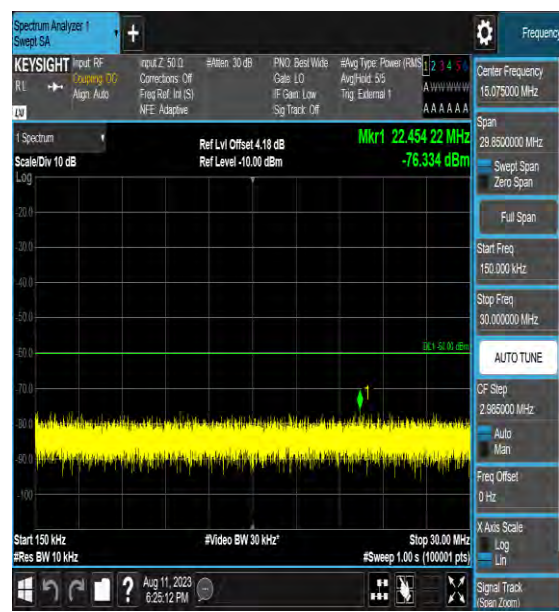 Spectrum Analyzer 1
Swept SA
+
Frequency
KEYSIGHT
Input: RF
Input Z: 50 Ω
#Atten: 30 dB
PNO: Best Wide
#Avg Type: Power (RMS
1 2 3 4 5 6
RL
Coupling: DC
Corrections: Off
Gate: LO
Avg|Hold: 5/5
A W W W W W
Align: Auto
Freq Ref: Int (S)
IF Gain: Low
Trig: External 1
NFE: Adaptive
Sig Track: Off
A A A A A A
LXI
1 Spectrum
Ref Lvl Offset 4.18 dB
Mkr1 22.454 22 MHz
Scale/Div 10 dB
Ref Level -10.00 dBm
-76.334 dBm
Log
-20.0
-30.0
-40.0
-50.0
DL1 -60.00 dBm
-60.0
-70.0
1
-80.0
-90.0
-100
Start 150 kHz
#Video BW 30 kHz*
Stop 30.00 MHz
#Res BW 10 kHz
#Sweep 1.00 s (100001 pts)
?
Aug 11, 2023
6:25:12 PM
Center Frequency
15.075000 MHz
Span
29.8500000 MHz
Swept Span
Zero Span
Full Span
Start Freq
150.000 kHz
Stop Freq
30.000000 MHz
AUTO TUNE
CF Step
2.985000 MHz
Auto
Man
Freq Offset
0 Hz
X Axis Scale
Log
Lin
Signal Track
(Span Zoom)